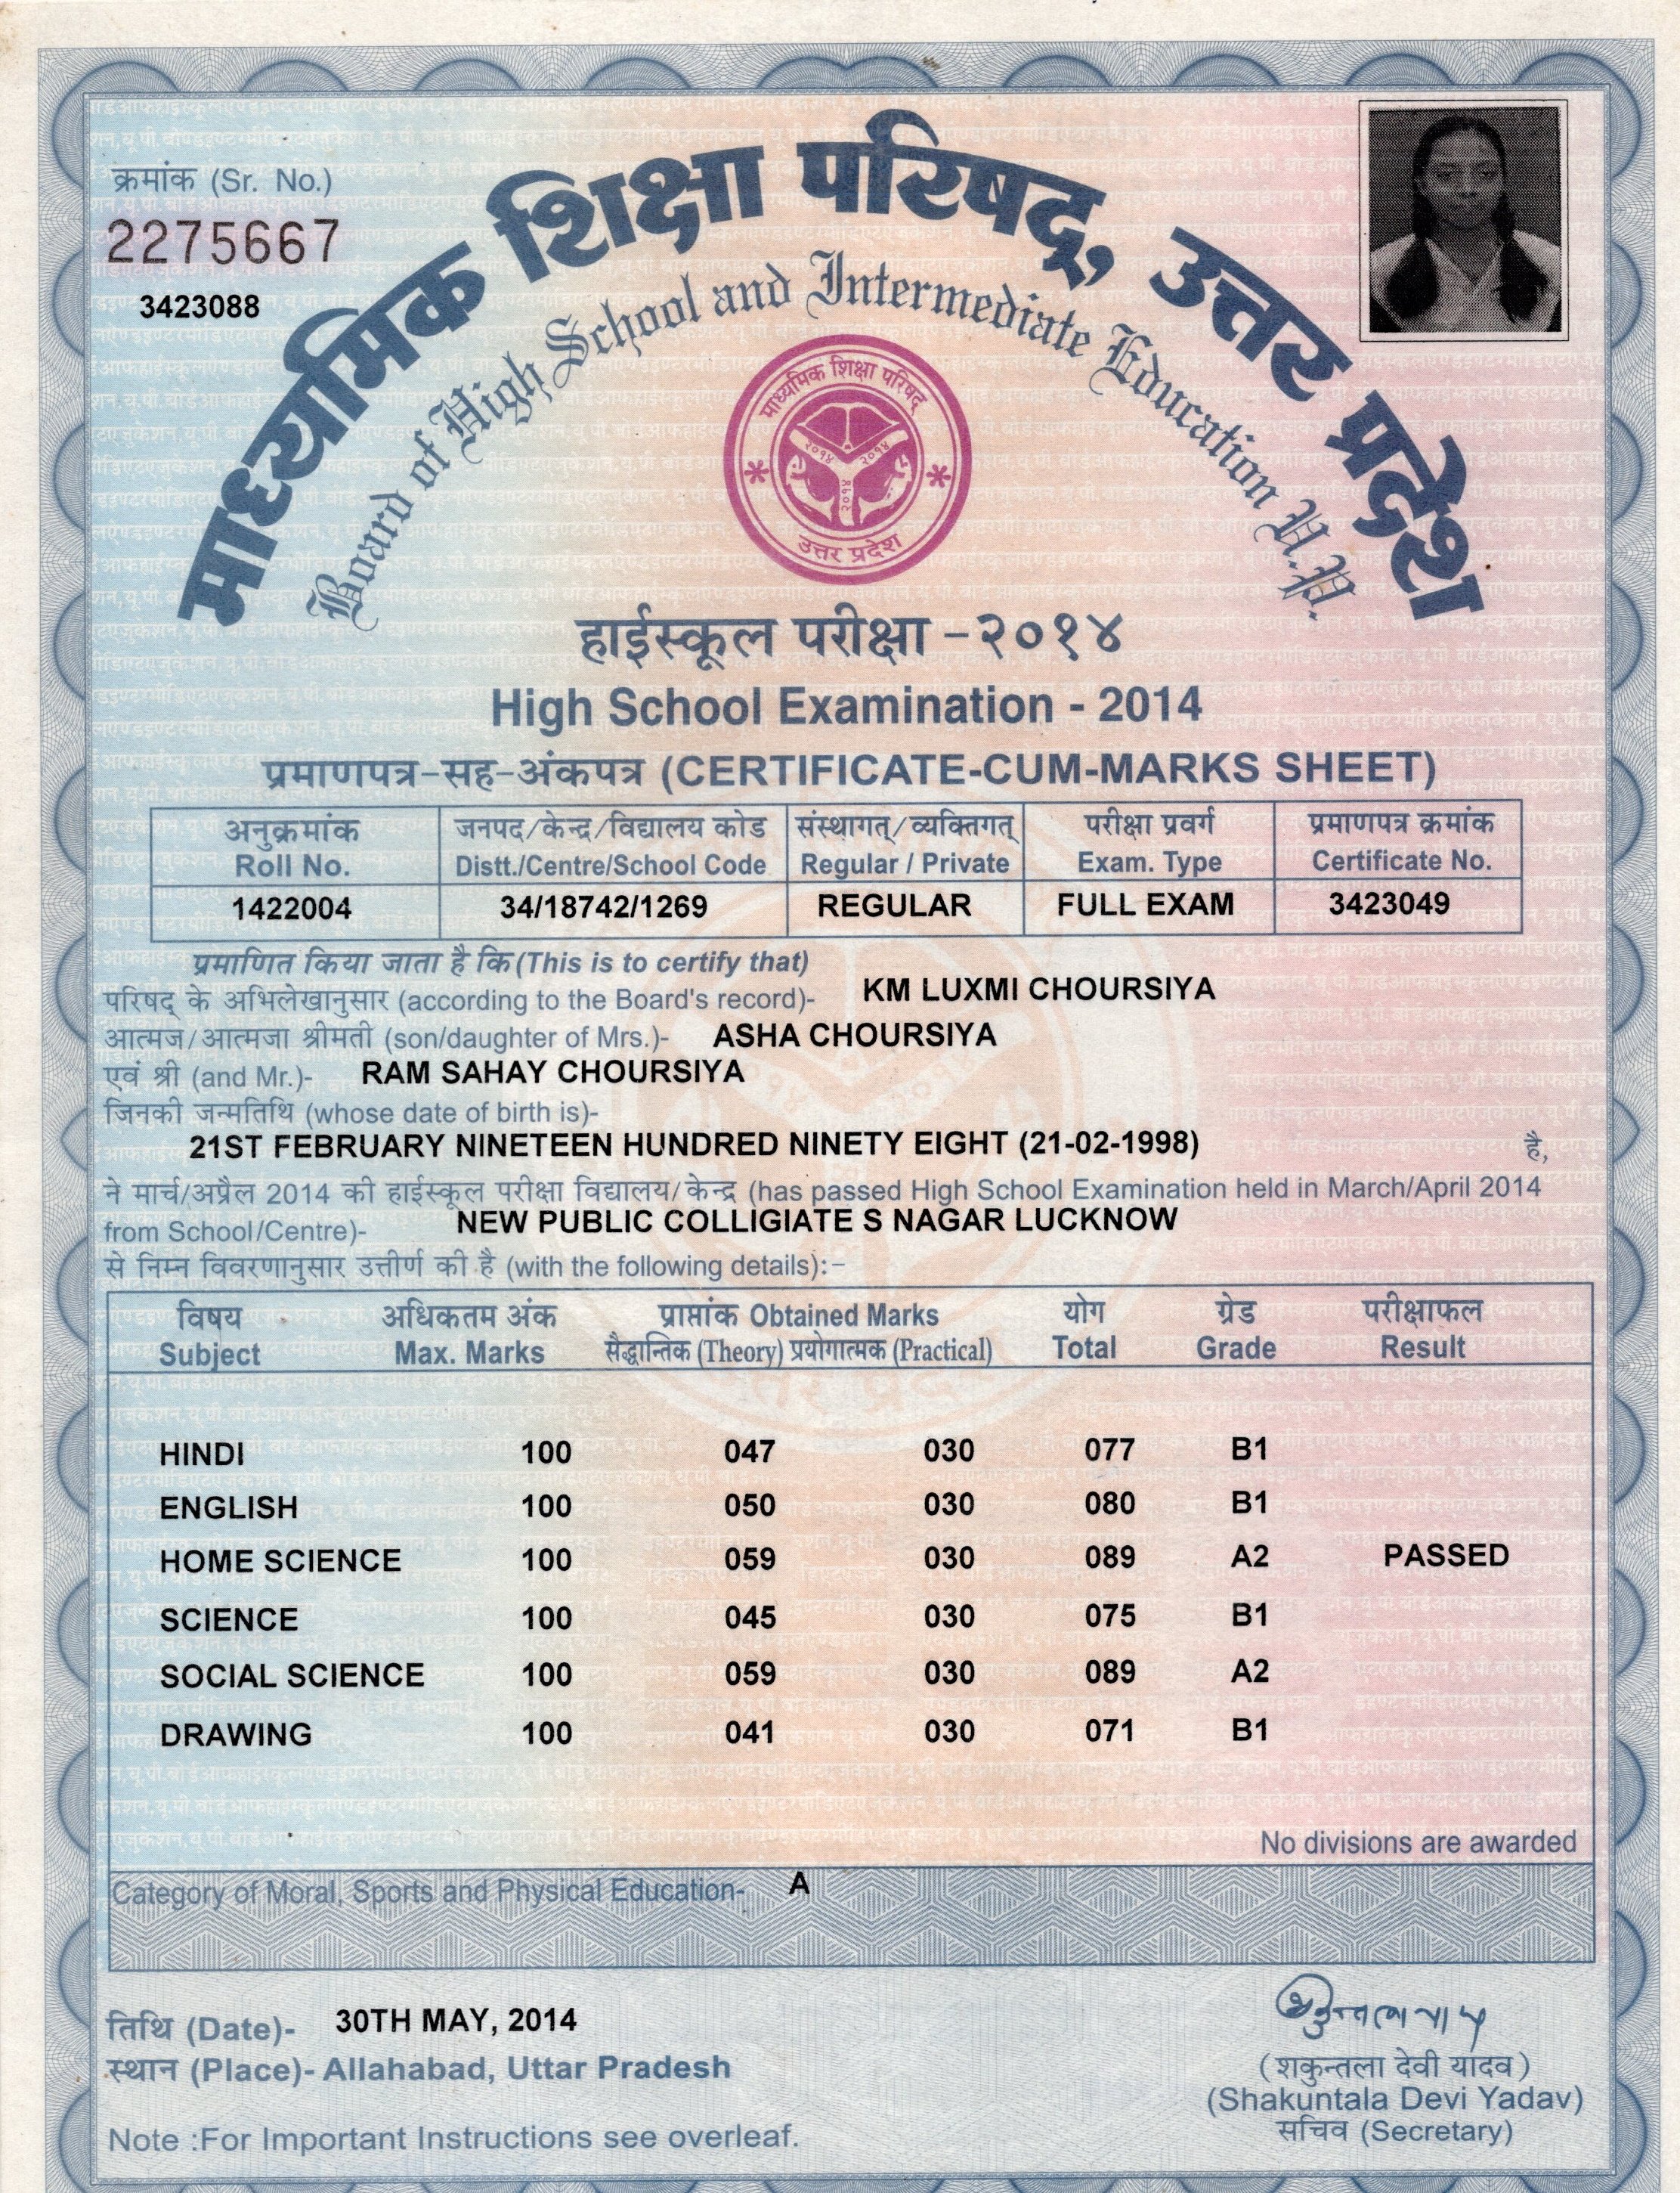 क्रमांक (Sr. No.)
2275667
3423088
माध्यमिक शिक्षा परिषद्, उत्तर प्रदेश
Board of High School and Intermediate Education U.P.
माध्यमिक शिक्षा परिषद्
२०१४ २०१४
२०१४
उत्तर प्रदेश
हाईस्कूल परीक्षा -२०१४
High School Examination - 2014
प्रमाणपत्र-सह-अंकपत्र (CERTIFICATE-CUM-MARKS SHEET)
अनुक्रमांक जनपद/केन्द्र/विद्यालय कोड संस्थागत्/व्यक्तिगत् परीक्षा प्रवर्ग प्रमाणपत्र क्रमांक
Roll No. Distt./Centre/School Code Regular / Private Exam. Type Certificate No.
1422004 34/18742/1269 REGULAR FULL EXAM 3423049
प्रमाणित किया जाता है कि (This is to certify that)
परिषद् के अभिलेखानुसार (according to the Board's record)- KM LUXMI CHOURSIYA
आत्मज/आत्मजा श्रीमती (son/daughter of Mrs.)- ASHA CHOURSIYA
एवं श्री (and Mr.)- RAM SAHAY CHOURSIYA
जिनकी जन्मतिथि (whose date of birth is)-
21ST FEBRUARY NINETEEN HUNDRED NINETY EIGHT (21-02-1998) है,
ने मार्च/अप्रैल 2014 की हाईस्कूल परीक्षा विद्यालय/केन्द्र (has passed High School Examination held in March/April 2014
from School/Centre)- NEW PUBLIC COLLIGIATE S NAGAR LUCKNOW
से निम्न विवरणानुसार उत्तीर्ण की है (with the following details):-
विषय अधिकतम अंक प्राप्तांक Obtained Marks योग ग्रेड परीक्षाफल
Subject Max. Marks सैद्धान्तिक (Theory) प्रयोगात्मक (Practical) Total Grade Result
HINDI 100 047 030 077 B1
ENGLISH 100 050 030 080 B1
HOME SCIENCE 100 059 030 089 A2 PASSED
SCIENCE 100 045 030 075 B1
SOCIAL SCIENCE 100 059 030 089 A2
DRAWING 100 041 030 071 B1
No divisions are awarded
Category of Moral, Sports and Physical Education- A
तिथि (Date)- 30TH MAY, 2014
स्थान (Place)- Allahabad, Uttar Pradesh
(शकुन्तला देवी यादव)
(Shakuntala Devi Yadav)
सचिव (Secretary)
Note :For Important Instructions see overleaf.